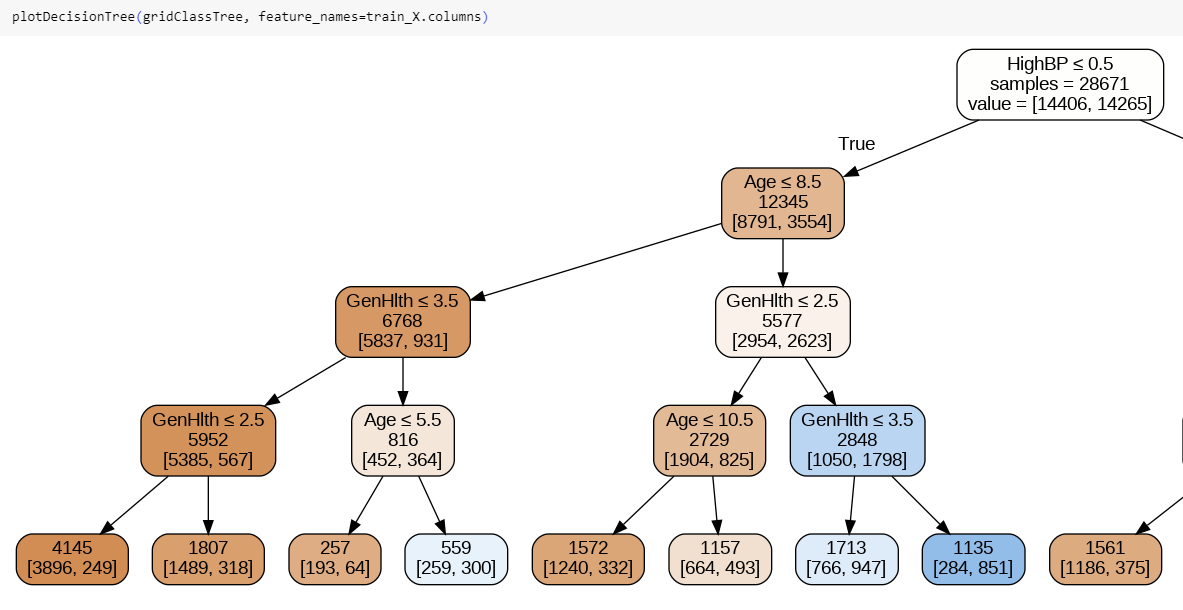 plotDecisionTree(gridClassTree, feature_names=train_X.columns)
HighBP ≤ 0.5
samples = 28671
value = [14406, 14265]
True
Age ≤ 8.5
12345
[8791, 3554]
GenHlth ≤ 3.5
6768
[5837, 931]
GenHlth ≤ 2.5
5577
[2954, 2623]
GenHlth ≤ 2.5
5952
[5385, 567]
Age ≤ 5.5
816
[452, 364]
Age ≤ 10.5
2729
[1904, 825]
GenHlth ≤ 3.5
2848
[1050, 1798]
4145
[3896, 249]
1807
[1489, 318]
257
[193, 64]
559
[259, 300]
1572
[1240, 332]
1157
[664, 493]
1713
[766, 947]
1135
[284, 851]
1561
[1186, 375]